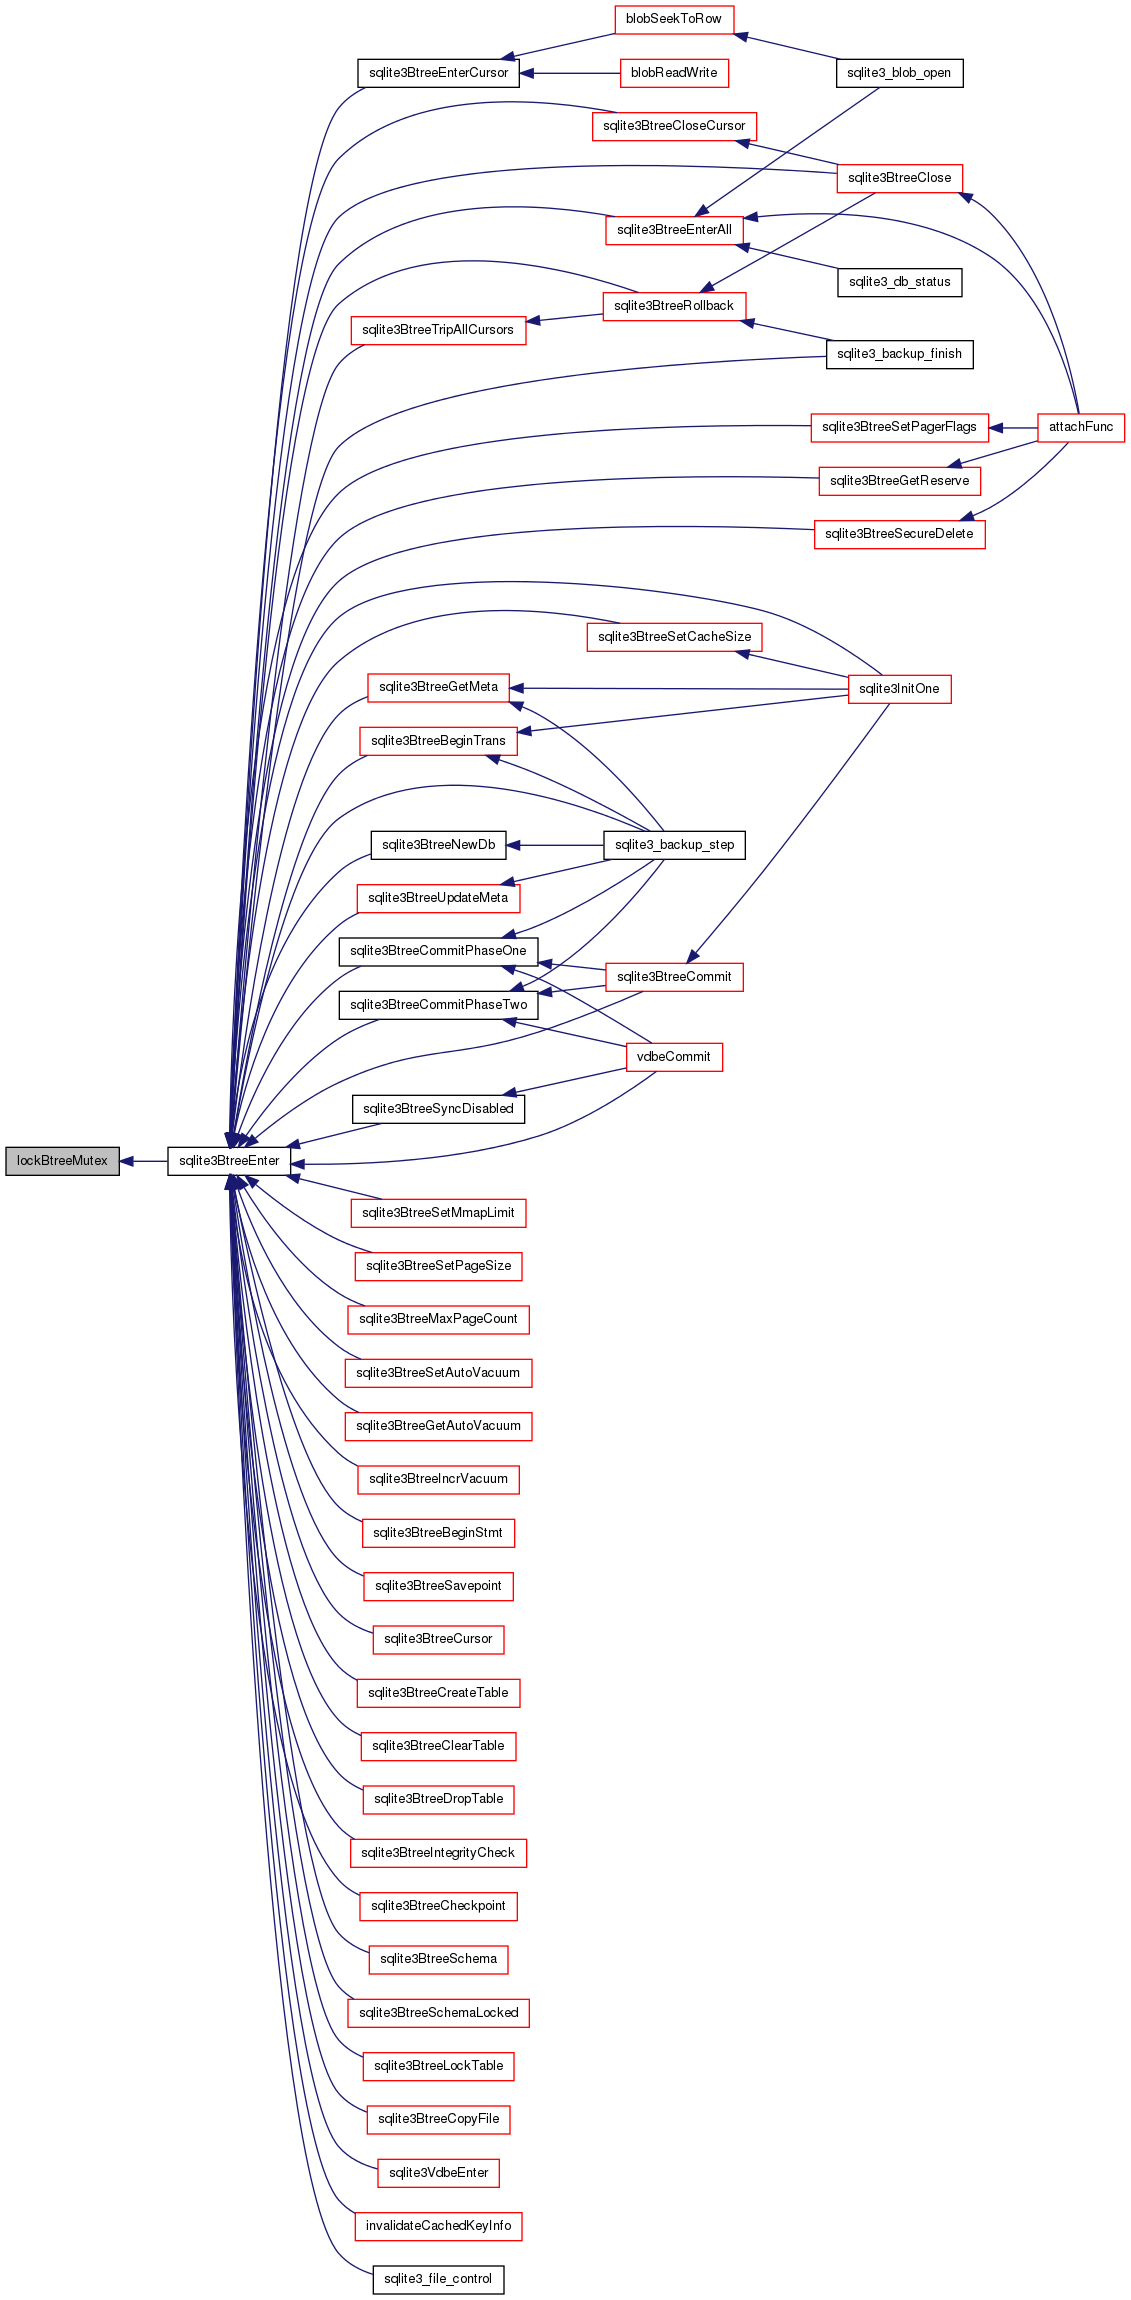 blobSeekToRow
sqlite3BtreeEnterCursor
blobReadWrite
sqlite3_blob_open
sqlite3BtreeCloseCursor
sqlite3BtreeClose
sqlite3BtreeEnterAll
sqlite3_db_status
sqlite3BtreeRollback
sqlite3BtreeTripAllCursors
sqlite3_backup_finish
sqlite3BtreeSetPagerFlags
attachFunc
sqlite3BtreeGetReserve
sqlite3BtreeSecureDelete
sqlite3BtreeSetCacheSize
sqlite3BtreeGetMeta
sqlite3InitOne
sqlite3BtreeBeginTrans
sqlite3BtreeNewDb
sqlite3_backup_step
sqlite3BtreeUpdateMeta
sqlite3BtreeCommitPhaseOne
sqlite3BtreeCommit
sqlite3BtreeCommitPhaseTwo
vdbeCommit
sqlite3BtreeSyncDisabled
lockBtreeMutex
sqlite3BtreeEnter
sqlite3BtreeSetMmapLimit
sqlite3BtreeSetPageSize
sqlite3BtreeMaxPageCount
sqlite3BtreeSetAutoVacuum
sqlite3BtreeGetAutoVacuum
sqlite3BtreeIncrVacuum
sqlite3BtreeBeginStmt
sqlite3BtreeSavepoint
sqlite3BtreeCursor
sqlite3BtreeCreateTable
sqlite3BtreeClearTable
sqlite3BtreeDropTable
sqlite3BtreeIntegrityCheck
sqlite3BtreeCheckpoint
sqlite3BtreeSchema
sqlite3BtreeSchemaLocked
sqlite3BtreeLockTable
sqlite3BtreeCopyFile
sqlite3VdbeEnter
invalidateCachedKeyInfo
sqlite3_file_control